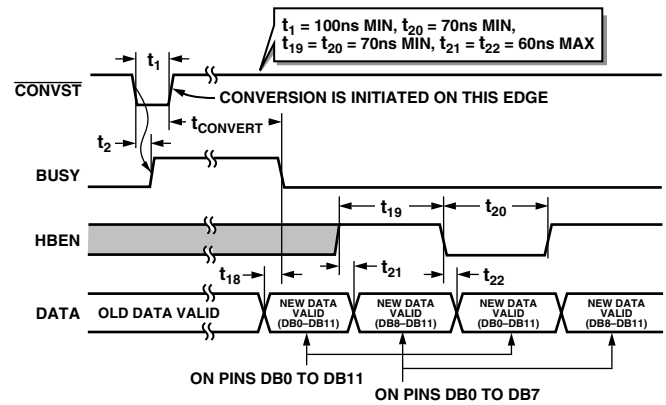 t1 = 100ns MIN, t20 = 70ns MIN,
t19 = t20 = 70ns MIN, t21 = t22 = 60ns MAX
t1
CONVST
CONVERSION IS INITIATED ON THIS EDGE
tCONVERT
t2
BUSY
t19
t20
HBEN
t18
t21
t22
DATA
OLD DATA VALID
NEW DATA
VALID
(DB0–DB11)
NEW DATA
VALID
(DB8–DB11)
NEW DATA
VALID
(DB0–DB11)
NEW DATA
VALID
(DB8–DB11)
ON PINS DB0 TO DB11
ON PINS DB0 TO DB7